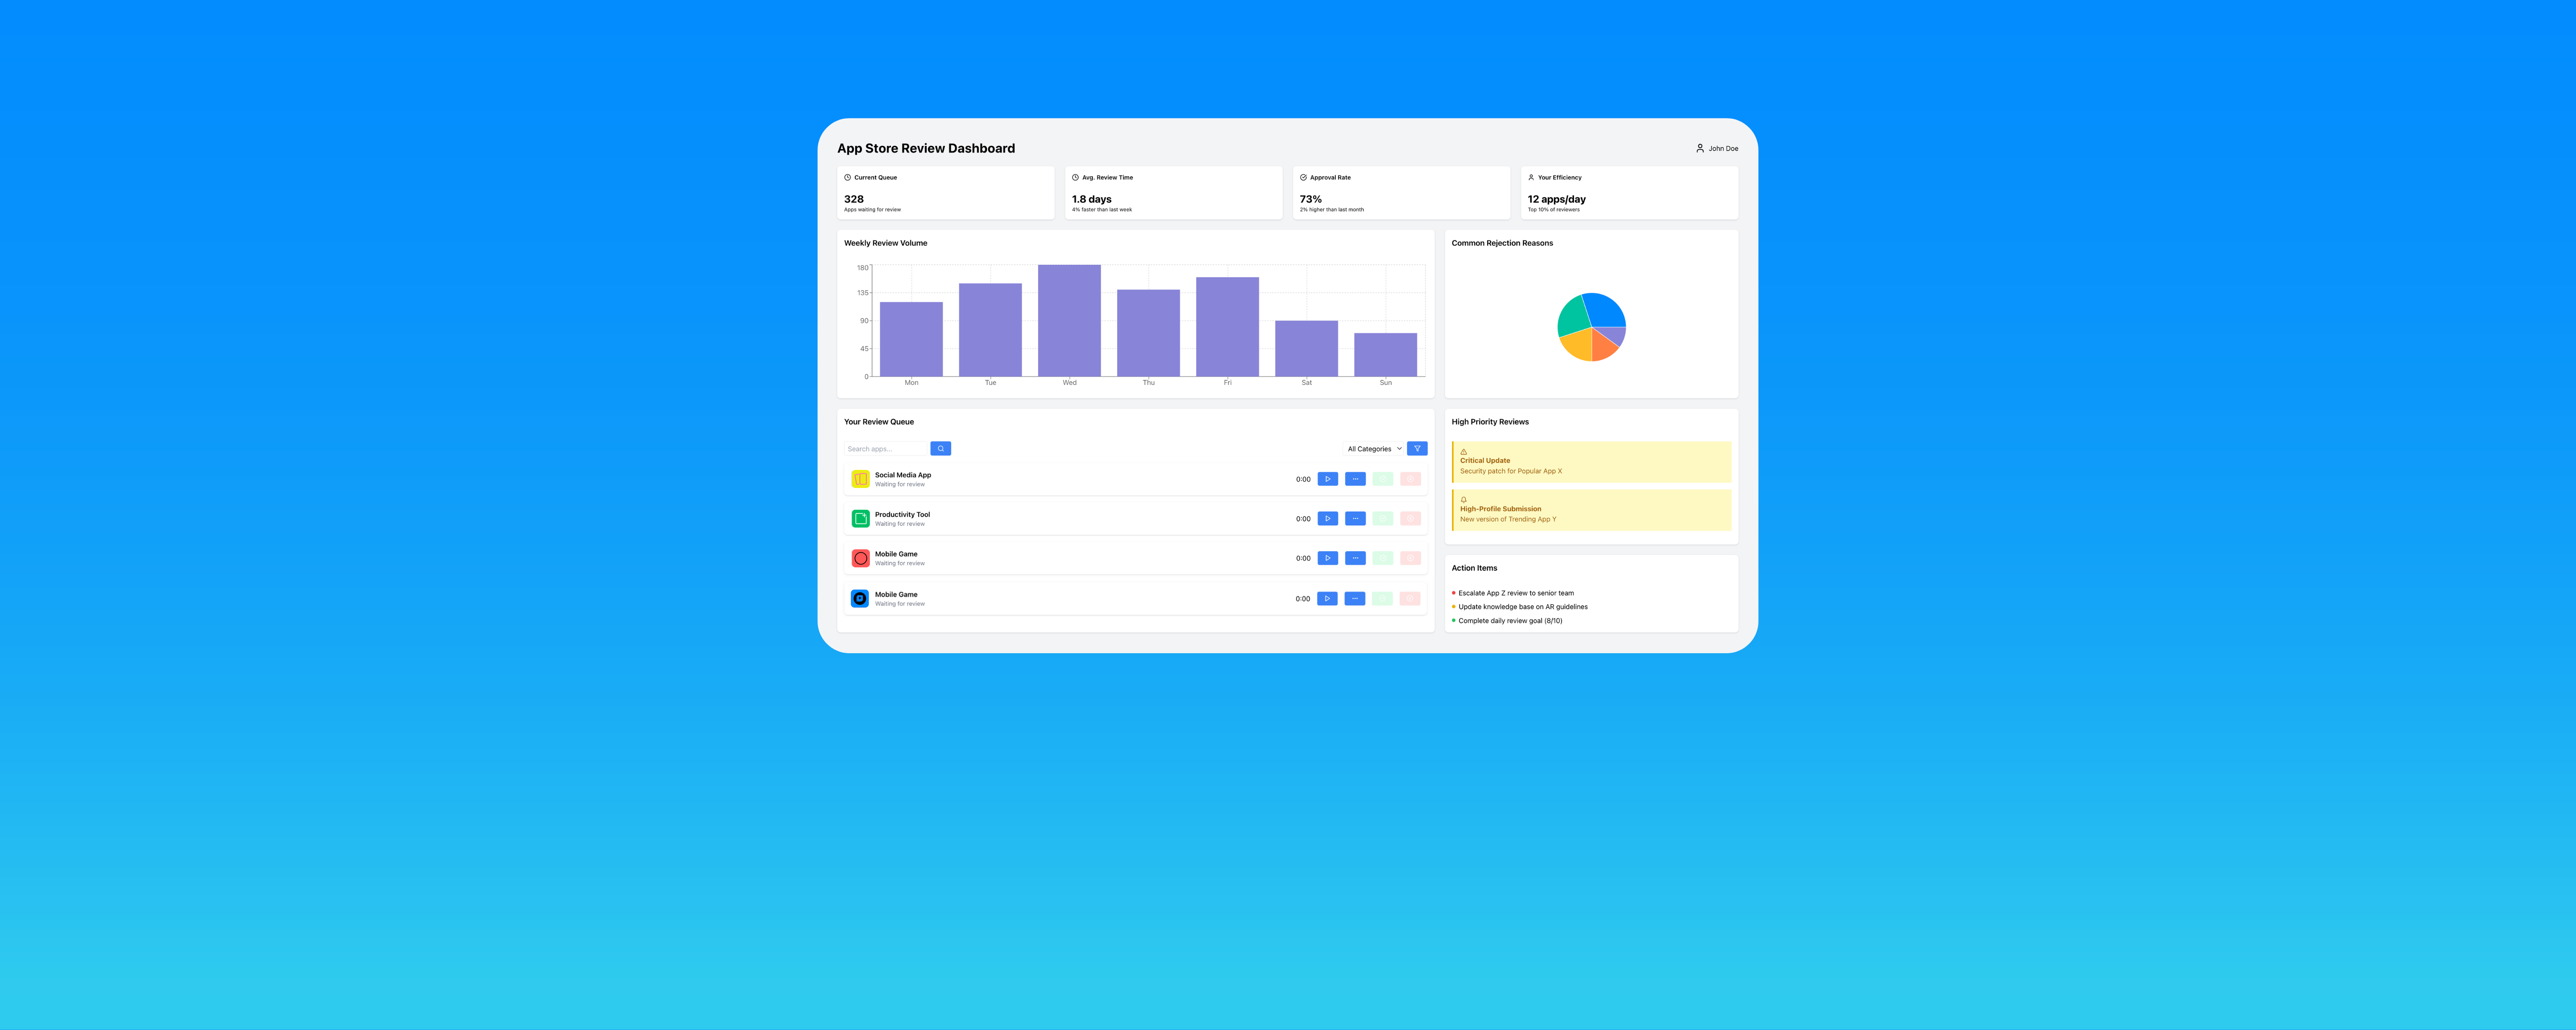 App Store Review Dashboard
John Doe
Current Queue
328
Apps waiting for review
Avg. Review Time
1.8 days
4% faster than last week
Approval Rate
73%
2% higher than last month
Your Efficiency
12 apps/day
Top 10% of reviewers
Weekly Review Volume
180
135
90
45
0
Mon Tue Wed Thu Fri Sat Sun
Common Rejection Reasons
Your Review Queue
Search apps...
All Categories
Social Media App
Waiting for review
0:00
Productivity Tool
Waiting for review
0:00
Mobile Game
Waiting for review
0:00
Mobile Game
Waiting for review
0:00
High Priority Reviews
Critical Update
Security patch for Popular App X
High-Profile Submission
New version of Trending App Y
Action Items
Escalate App Z review to senior team
Update knowledge base on AR guidelines
Complete daily review goal (8/10)